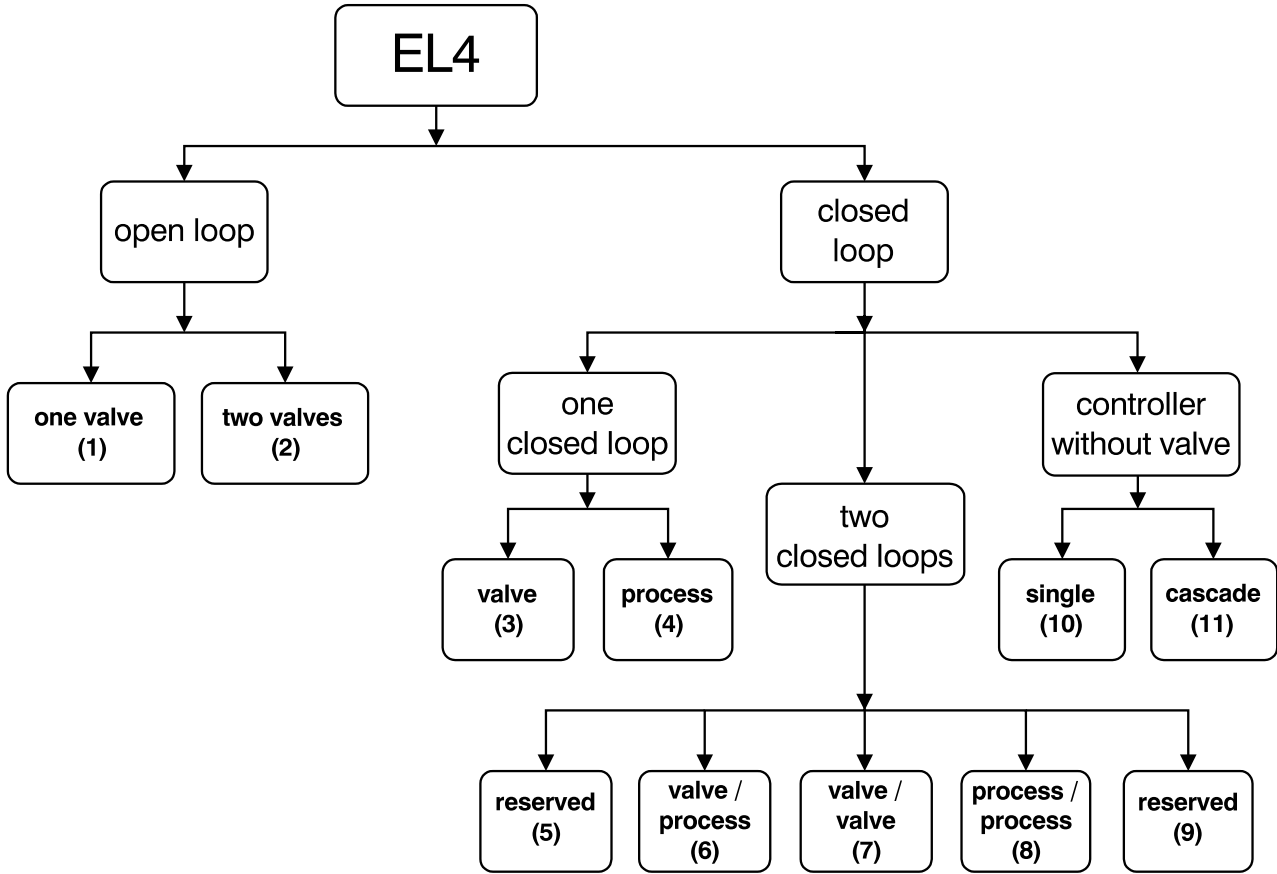 EL4
open loop
closed
loop
one valve
(1)
two valves
(2)
one
closed loop
controller
without valve
two
closed loops
valve
(3)
process
(4)
single
(10)
cascade
(11)
reserved
(5)
valve /
process
(6)
valve /
valve
(7)
process /
process
(8)
reserved
(9)